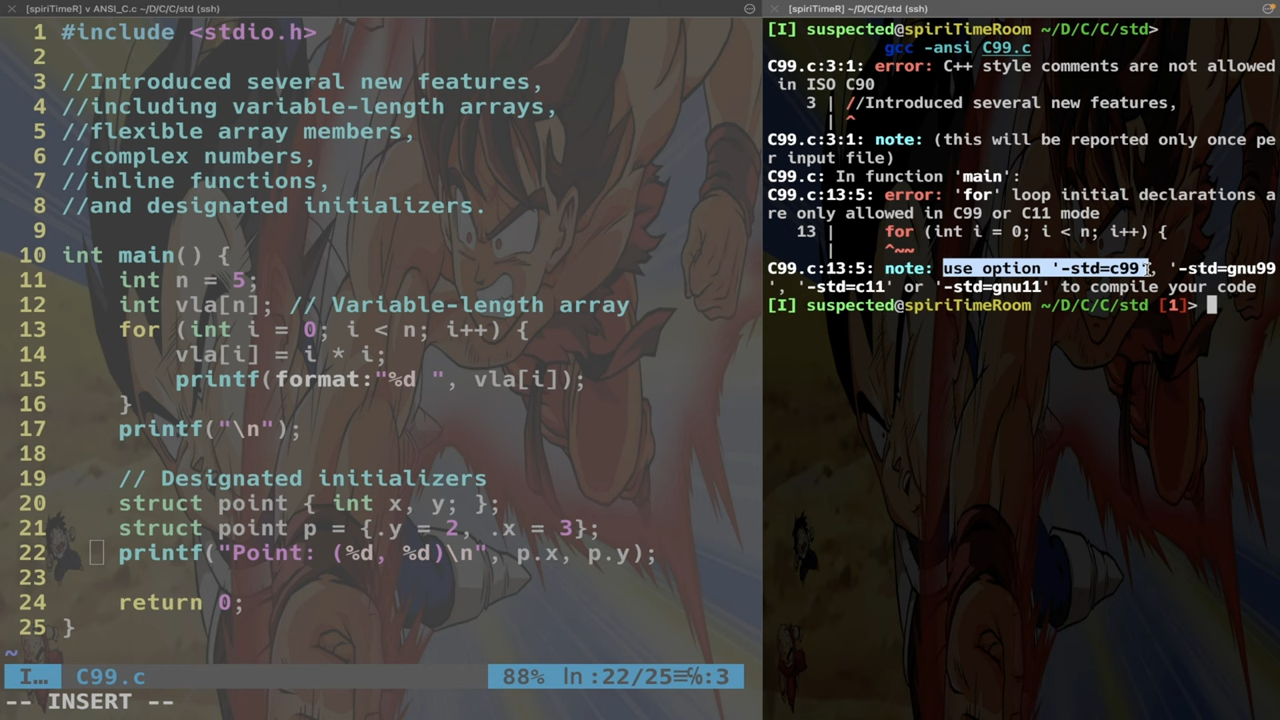 [spiriTimeR] v ANSI_C.c ~/D/C/C/std (ssh)
1 #include <stdio.h>
2
3 //Introduced several new features,
4 //including variable-length arrays,
5 //flexible array members,
6 //complex numbers,
7 //inline functions,
8 //and designated initializers.
9
10 int main() {
11 int n = 5;
12 int vla[n]; // Variable-length array
13 for (int i = 0; i < n; i++) {
14 vla[i] = i * i;
15 printf(format:"%d ", vla[i]);
16 }
17 printf("\n");
18
19 // Designated initializers
20 struct point { int x, y; };
21 struct point p = {.y = 2, .x = 3};
22 printf("Point: (%d, %d)\n", p.x, p.y);
23
24 return 0;
25 }
~
I… C99.c 88% ln :22/25≡℅:3
-- INSERT --
[spiriTimeR] ~/D/C/C/std (ssh)
[I] suspected@spiriTimeRoom ~/D/C/C/std>
gcc -ansi C99.c
C99.c:3:1: error: C++ style comments are not allowed
in ISO C90
3 | //Introduced several new features,
| ^
C99.c:3:1: note: (this will be reported only once pe
r input file)
C99.c: In function 'main':
C99.c:13:5: error: 'for' loop initial declarations a
re only allowed in C99 or C11 mode
13 | for (int i = 0; i < n; i++) {
| ^~~
C99.c:13:5: note: use option '-std=c99', '-std=gnu99
', '-std=c11' or '-std=gnu11' to compile your code
[I] suspected@spiriTimeRoom ~/D/C/C/std [1]>